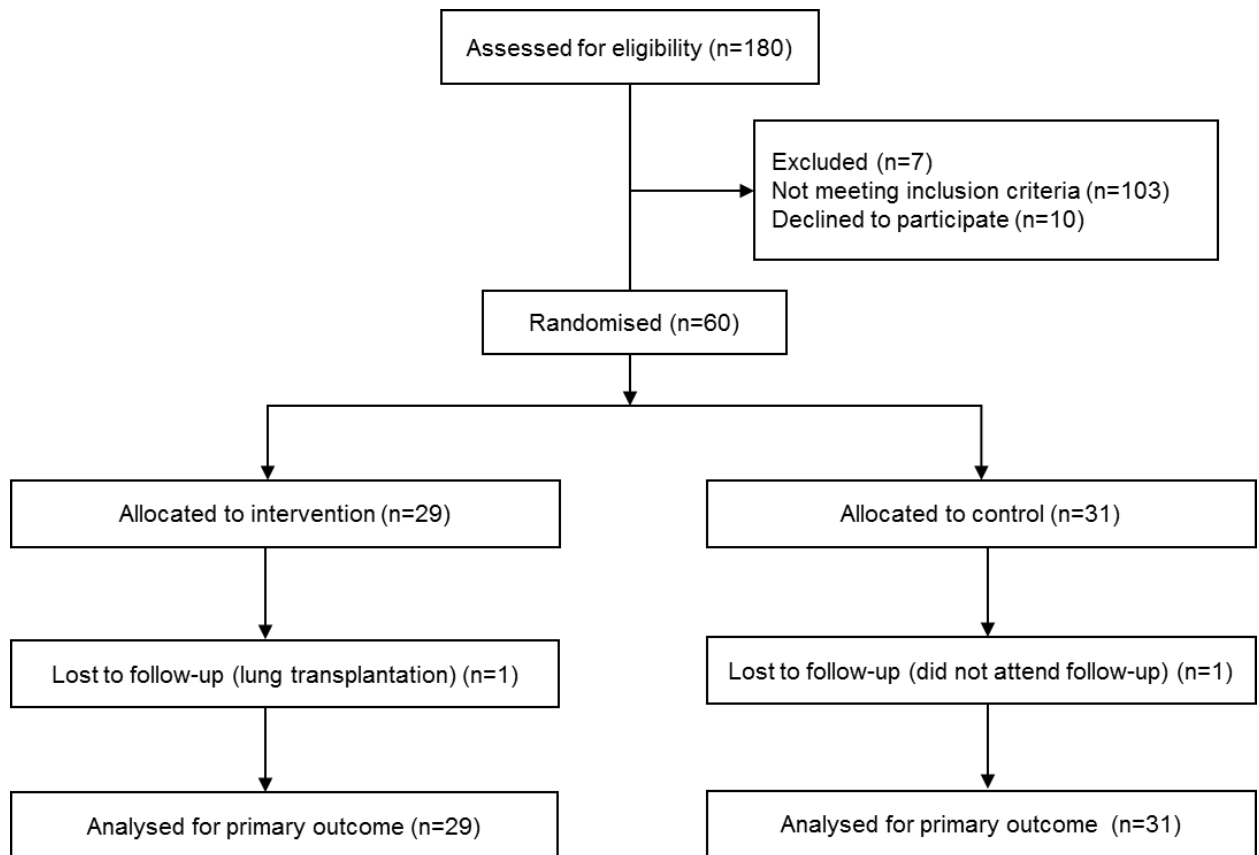 Assessed for eligibility (n=180)
Excluded (n=7)
Not meeting inclusion criteria (n=103)
Declined to participate (n=10)
Randomised (n=60)
Allocated to intervention (n=29)
Allocated to control (n=31)
Lost to follow-up (lung transplantation) (n=1)
Lost to follow-up (did not attend follow-up) (n=1)
Analysed for primary outcome (n=29)
Analysed for primary outcome (n=31)